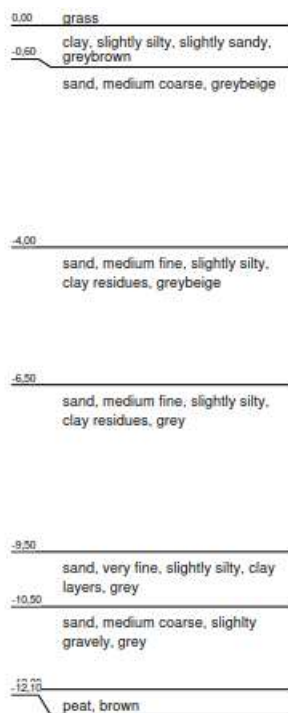 0,00 grass
clay, slightly silty, slightly sandy,
-0,60 greybrown
sand, medium coarse, greybeige
-4,00
sand, medium fine, slightly silty,
clay residues, greybeige
-6,50
sand, medium fine, slightly silty,
clay residues, grey
-9,50
sand, very fine, slightly silty, clay
layers, grey
-10,50
sand, medium coarse, slighlty
gravely, grey
-12,10
peat, brown